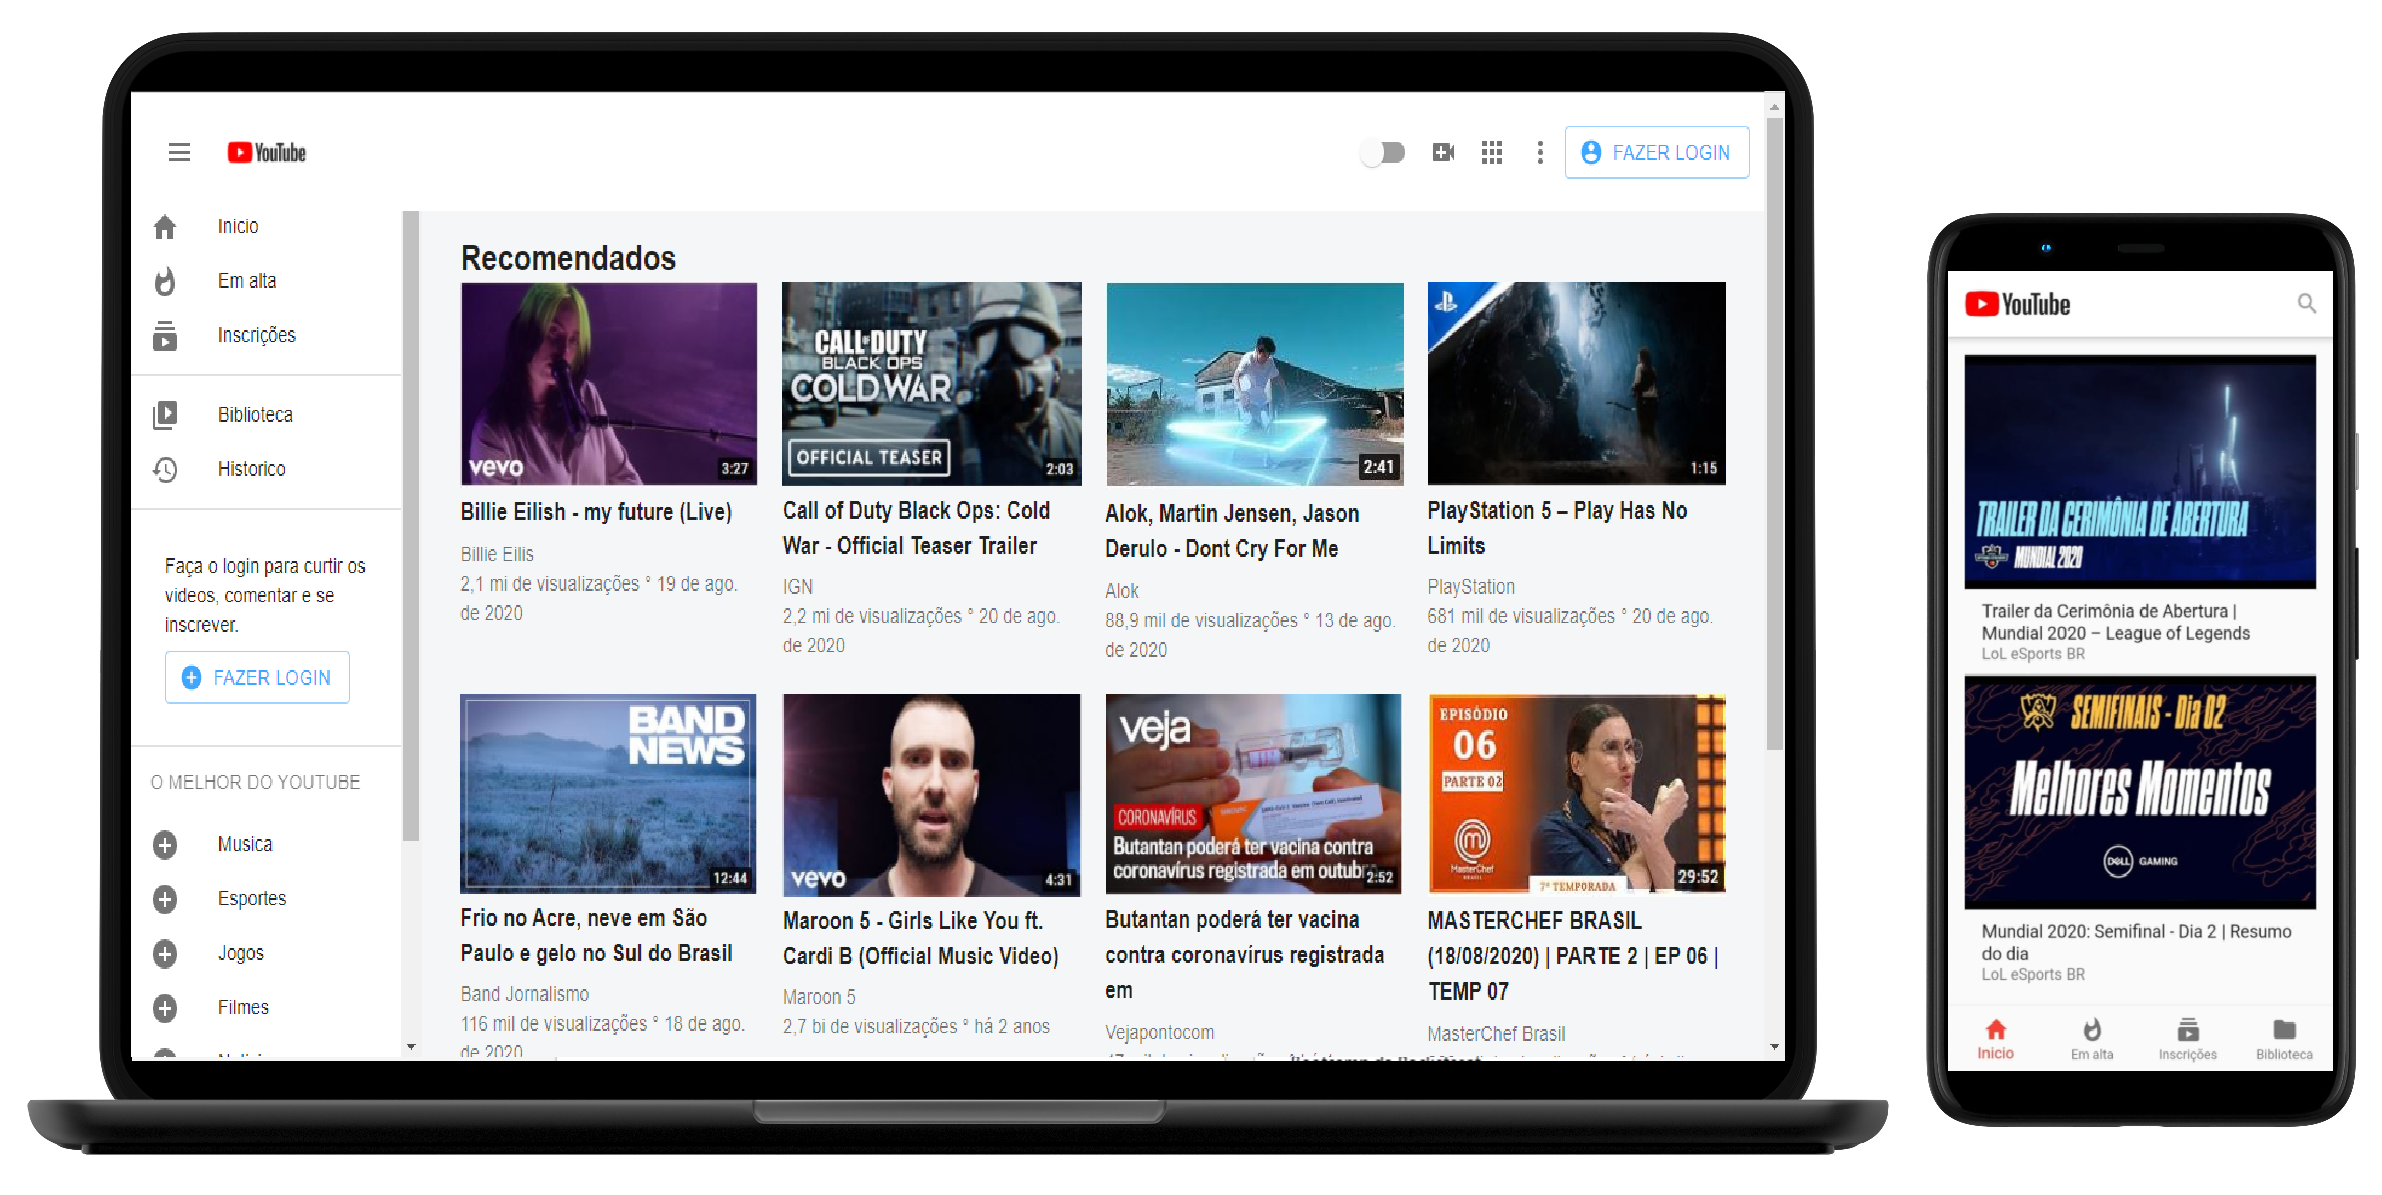 YouTube
FAZER LOGIN
Inicio
Em alta
Inscrições
Biblioteca
Historico
Faça o login para curtir os
videos, comentar e se
inscrever.
FAZER LOGIN
O MELHOR DO YOUTUBE
Musica
Esportes
Jogos
Filmes
Recomendados
vevo
3:27
Billie Eilish - my future (Live)
Billie Eilis
2,1 mi de visualizações ° 19 de ago.
de 2020
CALL OF DUTY
BLACK OPS
COLD WAR
OFFICIAL TEASER
2:03
Call of Duty Black Ops: Cold
War - Official Teaser Trailer
IGN
2,2 mi de visualizações ° 20 de ago.
de 2020
2:41
Alok, Martin Jensen, Jason
Derulo - Dont Cry For Me
Alok
88,9 mil de visualizações ° 13 de ago.
de 2020
1:15
PlayStation 5 – Play Has No
Limits
PlayStation
681 mil de visualizações ° 20 de ago.
de 2020
BAND
NEWS
12:44
Frio no Acre, neve em São
Paulo e gelo no Sul do Brasil
Band Jornalismo
116 mil de visualizações ° 18 de ago.
de 2020
vevo
4:31
Maroon 5 - Girls Like You ft.
Cardi B (Official Music Video)
Maroon 5
2,7 bi de visualizações ° há 2 anos
veja
CORONAVÍRUS
Butantan poderá ter vacina contra
coronavírus registrada em
2:52
Butantan poderá ter vacina
contra coronavírus registrada
em
Vejapontocom
EPISÓDIO
06
PARTE 02
MasterChef
7ª TEMPORADA
29:52
MASTERCHEF BRASIL
(18/08/2020) | PARTE 2 | EP 06 |
TEMP 07
MasterChef Brasil
YouTube
TRAILER DA CERIMÔNIA DE ABERTURA
MUNDIAL 2020
Trailer da Cerimônia de Abertura |
Mundial 2020 – League of Legends
LoL eSports BR
SEMIFINAIS - Dia 02
Melhores Momentos
DELL GAMING
Mundial 2020: Semifinal - Dia 2 | Resumo
do dia
LoL eSports BR
Inicio
Em alta
Inscrições
Biblioteca